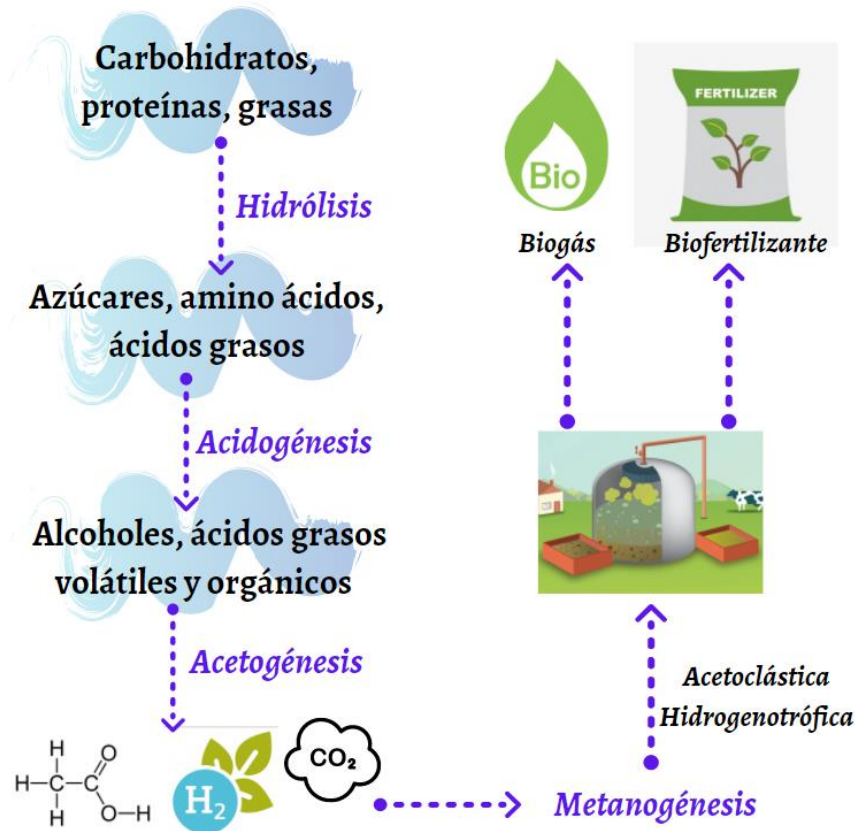 Carbohidratos,
proteínas, grasas
Hidrólisis
Azúcares, amino ácidos,
ácidos grasos
Acidogénesis
Alcoholes, ácidos grasos
volátiles y orgánicos
Acetogénesis
H
H C C
H
O
O H
H₂
CO₂
Metanogénesis
Acetoclástica
Hidrogenotrófica
Bio
Biogás
FERTILIZER
Biofertilizante